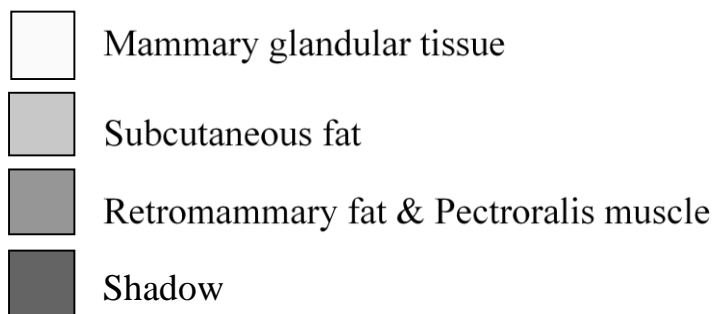 Mammary glandular tissue
Subcutaneous fat
Retromammary fat & Pectroralis muscle
Shadow